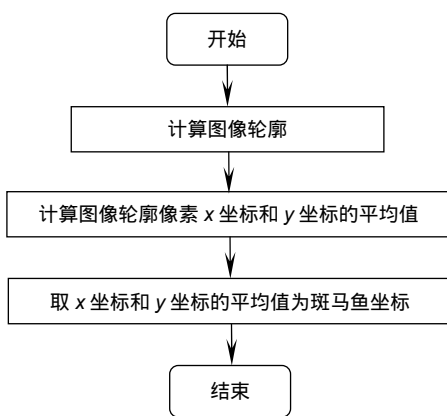 开始
计算图像轮廓
计算图像轮廓像素 x 坐标和 y 坐标的平均值
取 x 坐标和 y 坐标的平均值为斑马鱼坐标
结束